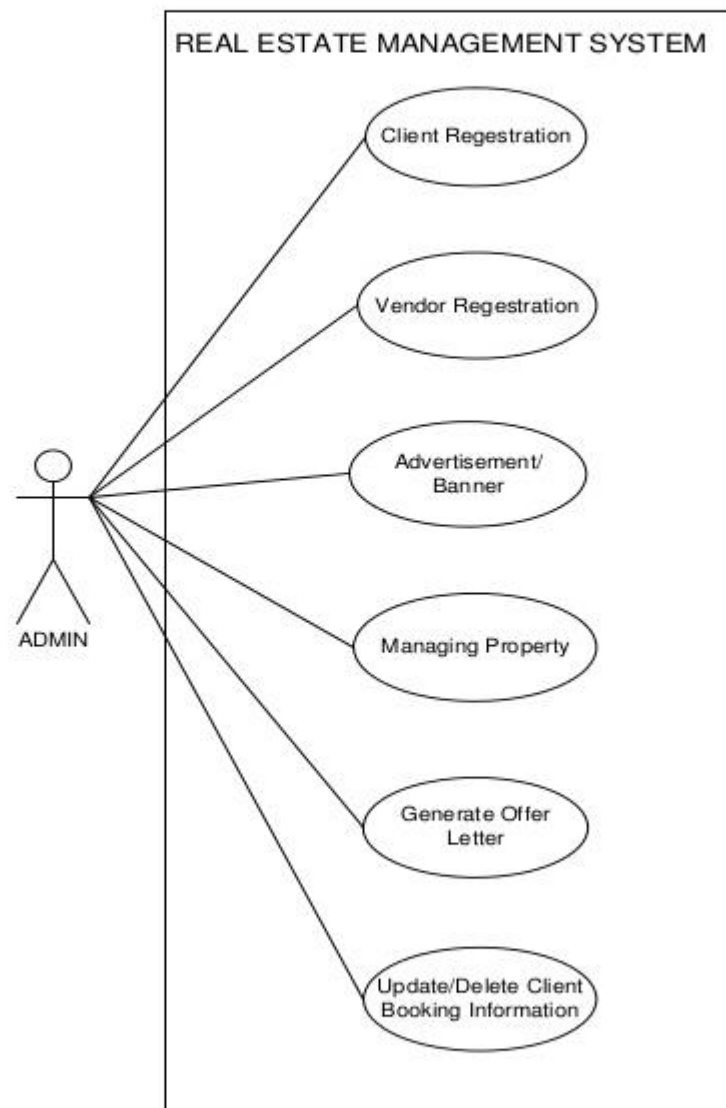 REAL ESTATE MANAGEMENT SYSTEM
Client Regestration
Vendor Regestration
Advertisement/
Banner
ADMIN
Managing Property
Generate Offer
Letter
Update/Delete Client
Booking Information